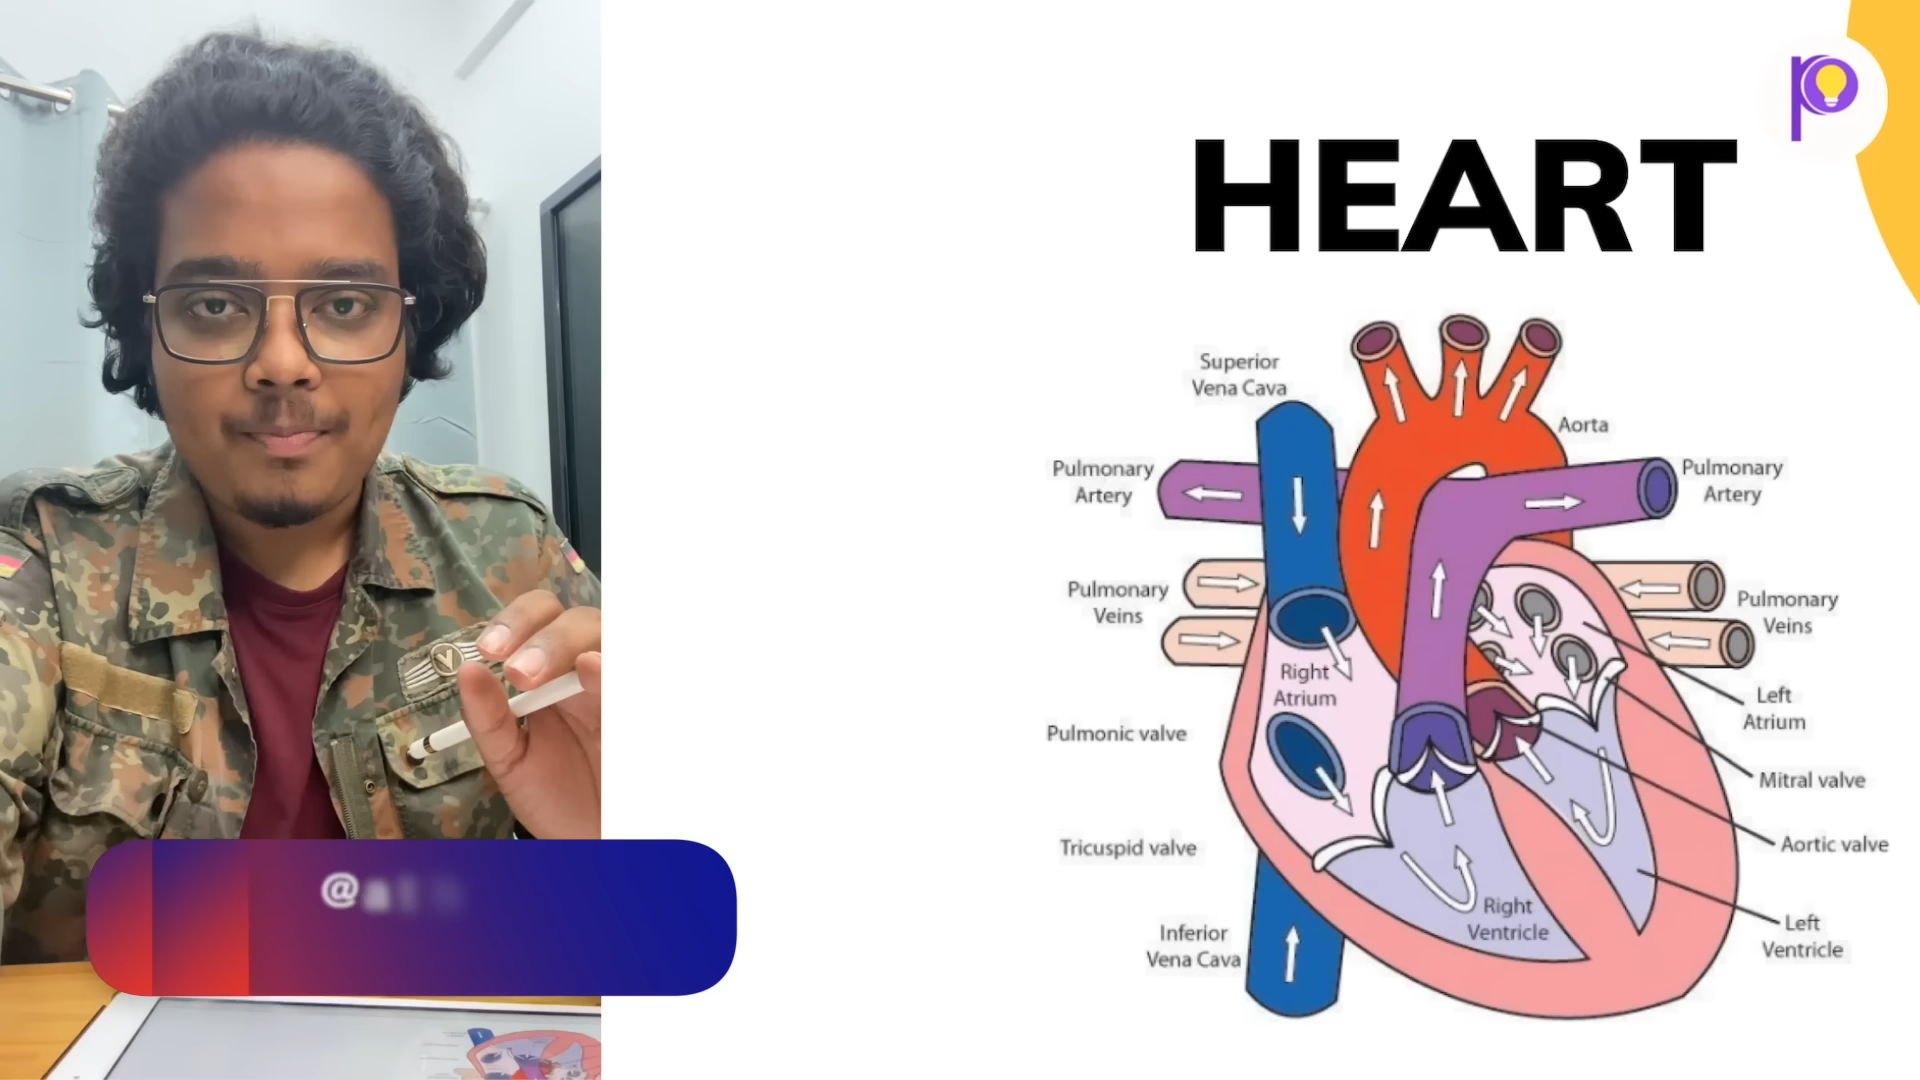 HEART
Superior
Vena Cava
Aorta
Pulmonary
Artery
Pulmonary
Artery
Pulmonary
Veins
Pulmonary
Veins
Right
Atrium
Left
Atrium
Pulmonic valve
Mitral valve
Tricuspid valve
Aortic valve
Right
Ventricle
Left
Ventricle
Inferior
Vena Cava